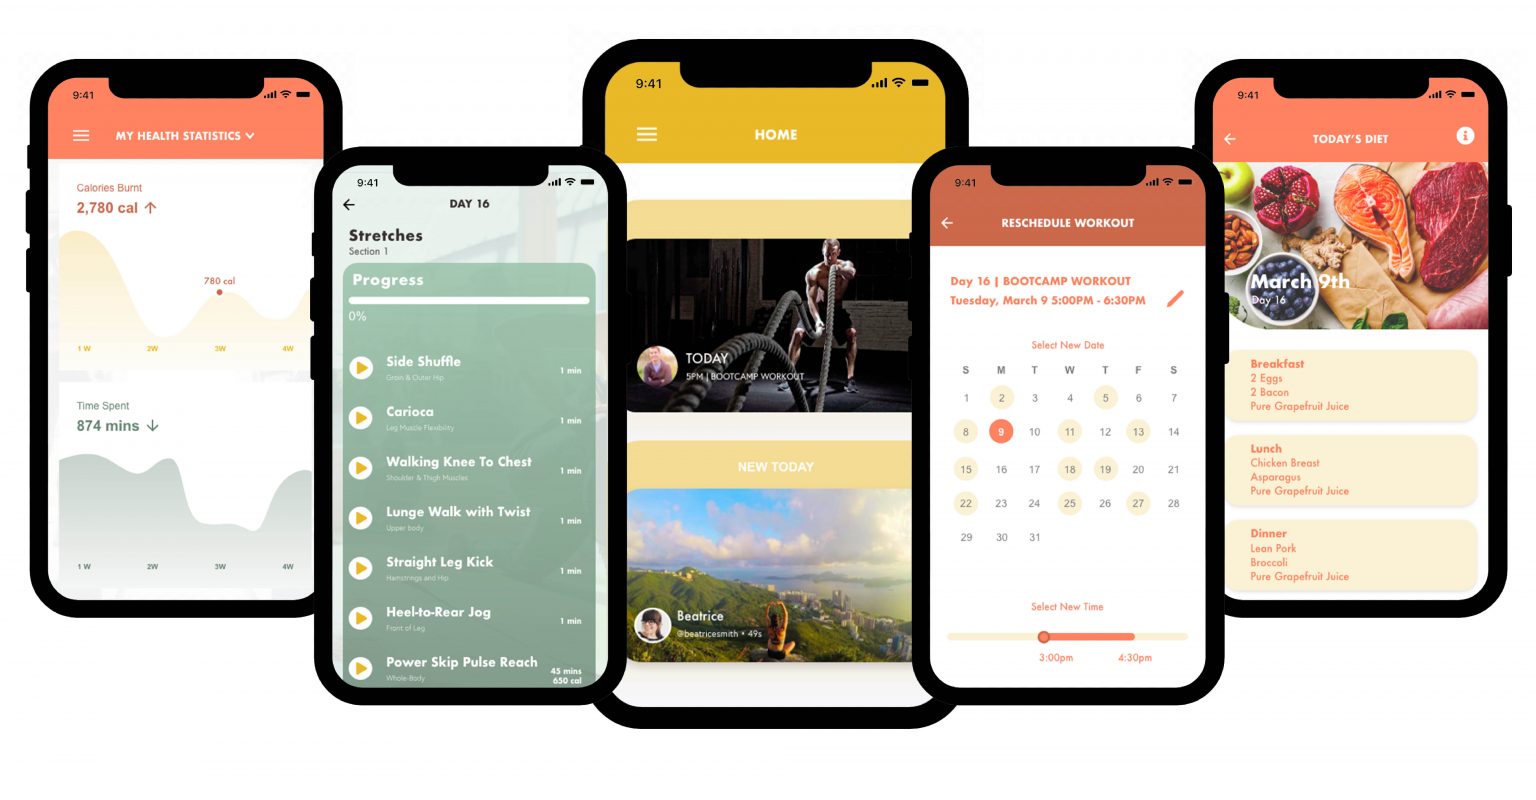 9:41
MY HEALTH STATISTICS
Calories Burnt
2,780 cal ↑
780 cal
1 W 2W 3W 4W
Time Spent
874 mins ↓
1 W 2W 3W 4W
9:41
DAY 16
Stretches
Section 1
Progress
0%
Side Shuffle
Groin & Outer Hip
1 min
Carioca
Leg Muscle Flexibility
1 min
Walking Knee To Chest
Shoulder & Thigh Muscles
1 min
Lunge Walk with Twist
Upper body
1 min
Straight Leg Kick
Hamstrings and Hip
1 min
Heel-to-Rear Jog
Front of Leg
1 min
Power Skip Pulse Reach
Whole-Body
45 mins
650 cal
9:41
HOME
TODAY
5PM | BOOTCAMP WORKOUT
NEW TODAY
Beatrice
@beatricesmith • 49s
9:41
RESCHEDULE WORKOUT
Day 16 | BOOTCAMP WORKOUT
Tuesday, March 9 5:00PM - 6:30PM
Select New Date
S M T W T F S
1 2 3 4 5 6 7
8 9 10 11 12 13 14
15 16 17 18 19 20 21
22 23 24 25 26 27 28
29 30 31
Select New Time
3:00pm 4:30pm
9:41
TODAY'S DIET
March 9th
Day 16
Breakfast
2 Eggs
2 Bacon
Pure Grapefruit Juice
Lunch
Chicken Breast
Asparagus
Pure Grapefruit Juice
Dinner
Lean Pork
Broccoli
Pure Grapefruit Juice